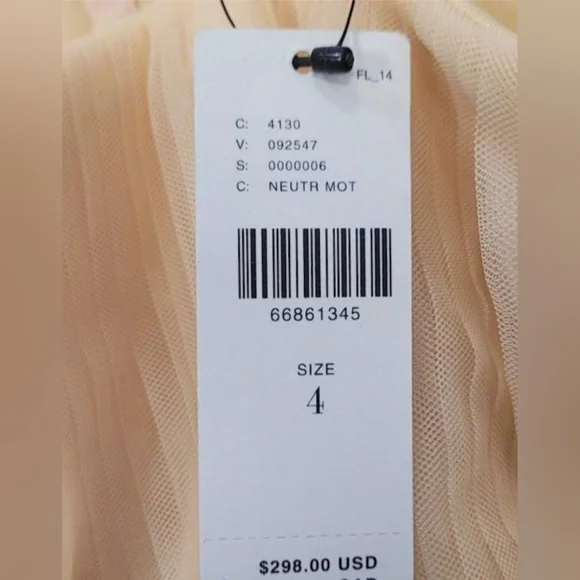 FL_14
C: 4130
V: 092547
S: 0000006
C: NEUTR MOT
66861345
SIZE
4
$298.00 USD